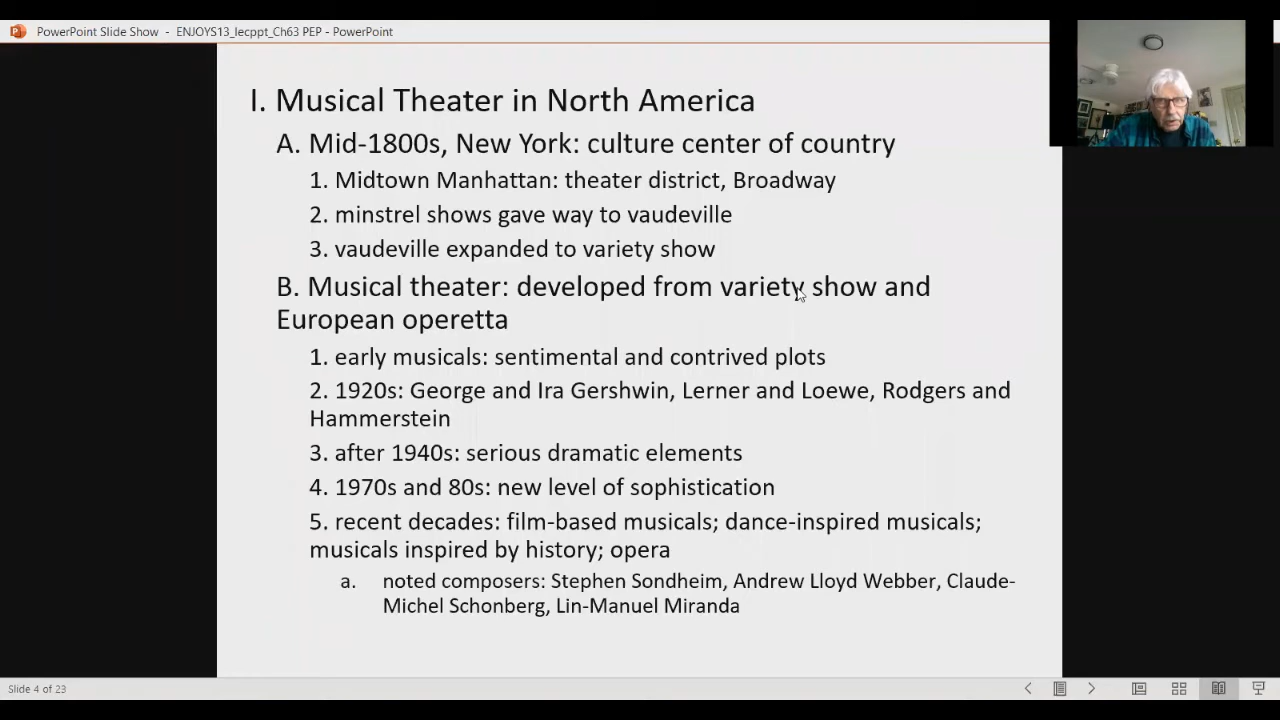 PowerPoint Slide Show - ENJOYS13_lecppt_Ch63 PEP - PowerPoint
I. Musical Theater in North America
A. Mid-1800s, New York: culture center of country
1. Midtown Manhattan: theater district, Broadway
2. minstrel shows gave way to vaudeville
3. vaudeville expanded to variety show
B. Musical theater: developed from variety show and
European operetta
1. early musicals: sentimental and contrived plots
2. 1920s: George and Ira Gershwin, Lerner and Loewe, Rodgers and
Hammerstein
3. after 1940s: serious dramatic elements
4. 1970s and 80s: new level of sophistication
5. recent decades: film-based musicals; dance-inspired musicals;
musicals inspired by history; opera
a. noted composers: Stephen Sondheim, Andrew Lloyd Webber, Claude-
Michel Schonberg, Lin-Manuel Miranda
Slide 4 of 23